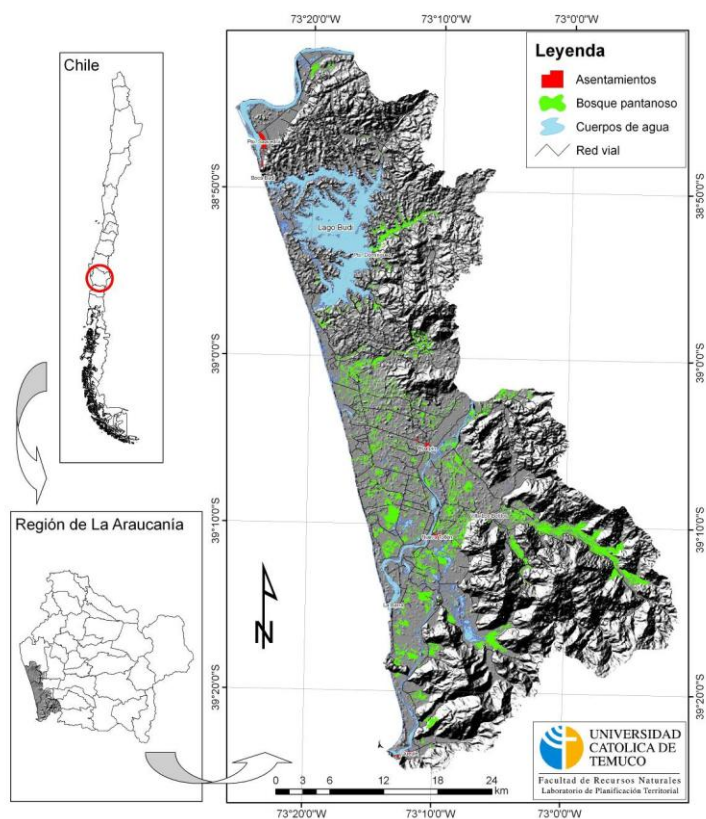 Chile
Región de La Araucanía
73°20'0"W
73°10'0"W
73°0'0"W
Leyenda
Asentamientos
Bosque pantanoso
Cuerpos de agua
Red vial
38°50'0"S
38°50'0"S
Lago Budi
39°0'0"S
39°0'0"S
39°10'0"S
39°10'0"S
39°20'0"S
39°20'0"S
N
0 3 6 12 18 24
km
UNIVERSIDAD
CATOLICA DE
TEMUCO
Facultad de Recursos Naturales
Laboratorio de Planificación Territorial
73°20'0"W
73°10'0"W
73°0'0"W